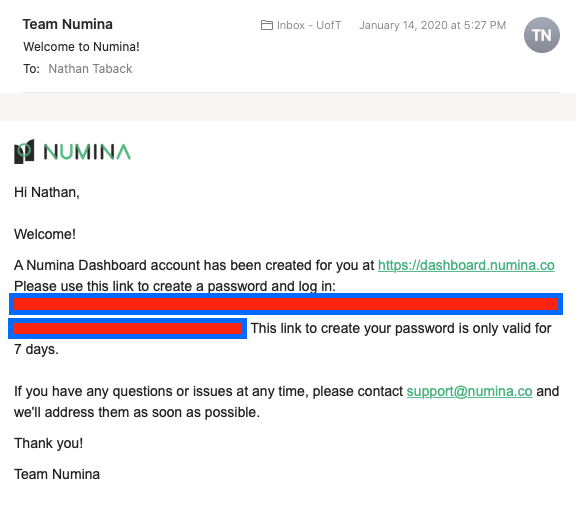 Team Numina
Inbox - UofT
January 14, 2020 at 5:27 PM
TN
Welcome to Numina!
To: Nathan Taback
NUMINA
Hi Nathan,
Welcome!
A Numina Dashboard account has been created for you at https://dashboard.numina.co
Please use this link to create a password and log in:
This link to create your password is only valid for
7 days.
If you have any questions or issues at any time, please contact support@numina.co and
we'll address them as soon as possible.
Thank you!
Team Numina